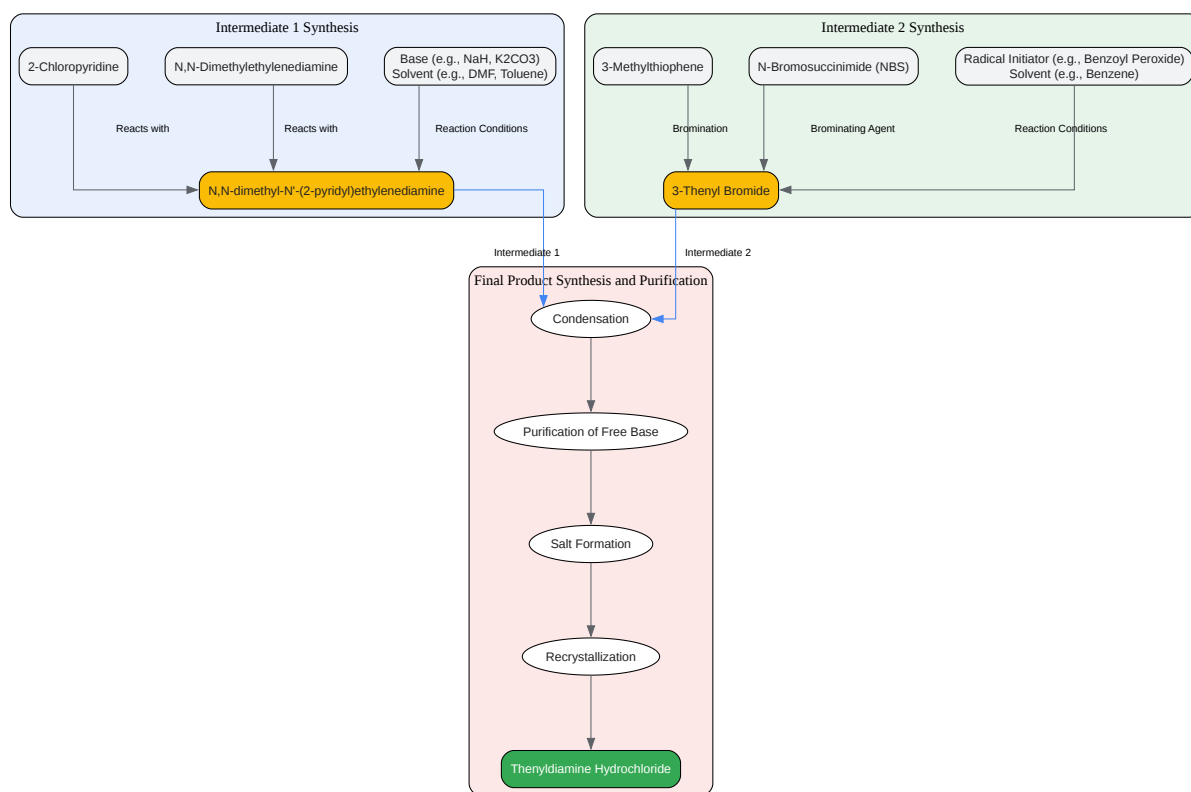 Intermediate 1 Synthesis
Intermediate 2 Synthesis
2-Chloropyridine
N,N-Dimethylethylenediamine
Base (e.g., NaH, K2CO3)
Solvent (e.g., DMF, Toluene)
3-Methylthiophene
N-Bromosuccinimide (NBS)
Radical Initiator (e.g., Benzoyl Peroxide)
Solvent (e.g., Benzene)
Reacts with
Reacts with
Reaction Conditions
Bromination
Brominating Agent
Reaction Conditions
N,N-dimethyl-N'-(2-pyridyl)ethylenediamine
3-Thenyl Bromide
Intermediate 1
Intermediate 2
Final Product Synthesis and Purification
Condensation
Purification of Free Base
Salt Formation
Recrystallization
Thenyldiamine Hydrochloride